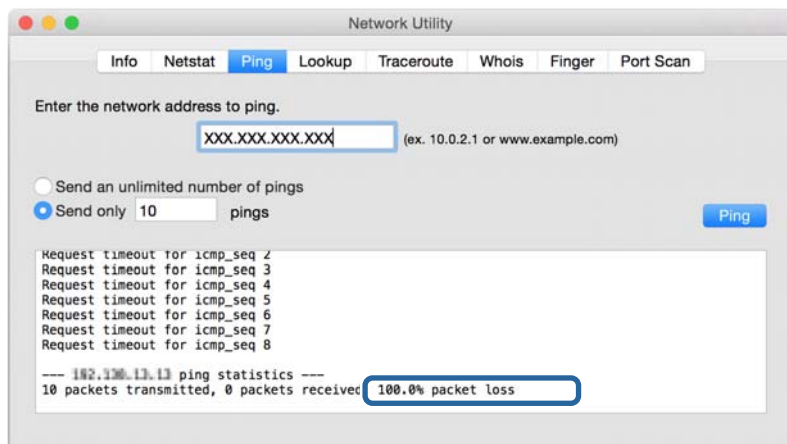 Network Utility
Info Netstat Ping Lookup Traceroute Whois Finger Port Scan
Enter the network address to ping.
XXX.XXX.XXX.XXX (ex. 10.0.2.1 or www.example.com)
Send an unlimited number of pings
Send only 10 pings
Ping
Request timeout for icmp_seq 2
Request timeout for icmp_seq 3
Request timeout for icmp_seq 4
Request timeout for icmp_seq 5
Request timeout for icmp_seq 6
Request timeout for icmp_seq 7
Request timeout for icmp_seq 8
--- ping statistics ---
10 packets transmitted, 0 packets received 100.0% packet loss